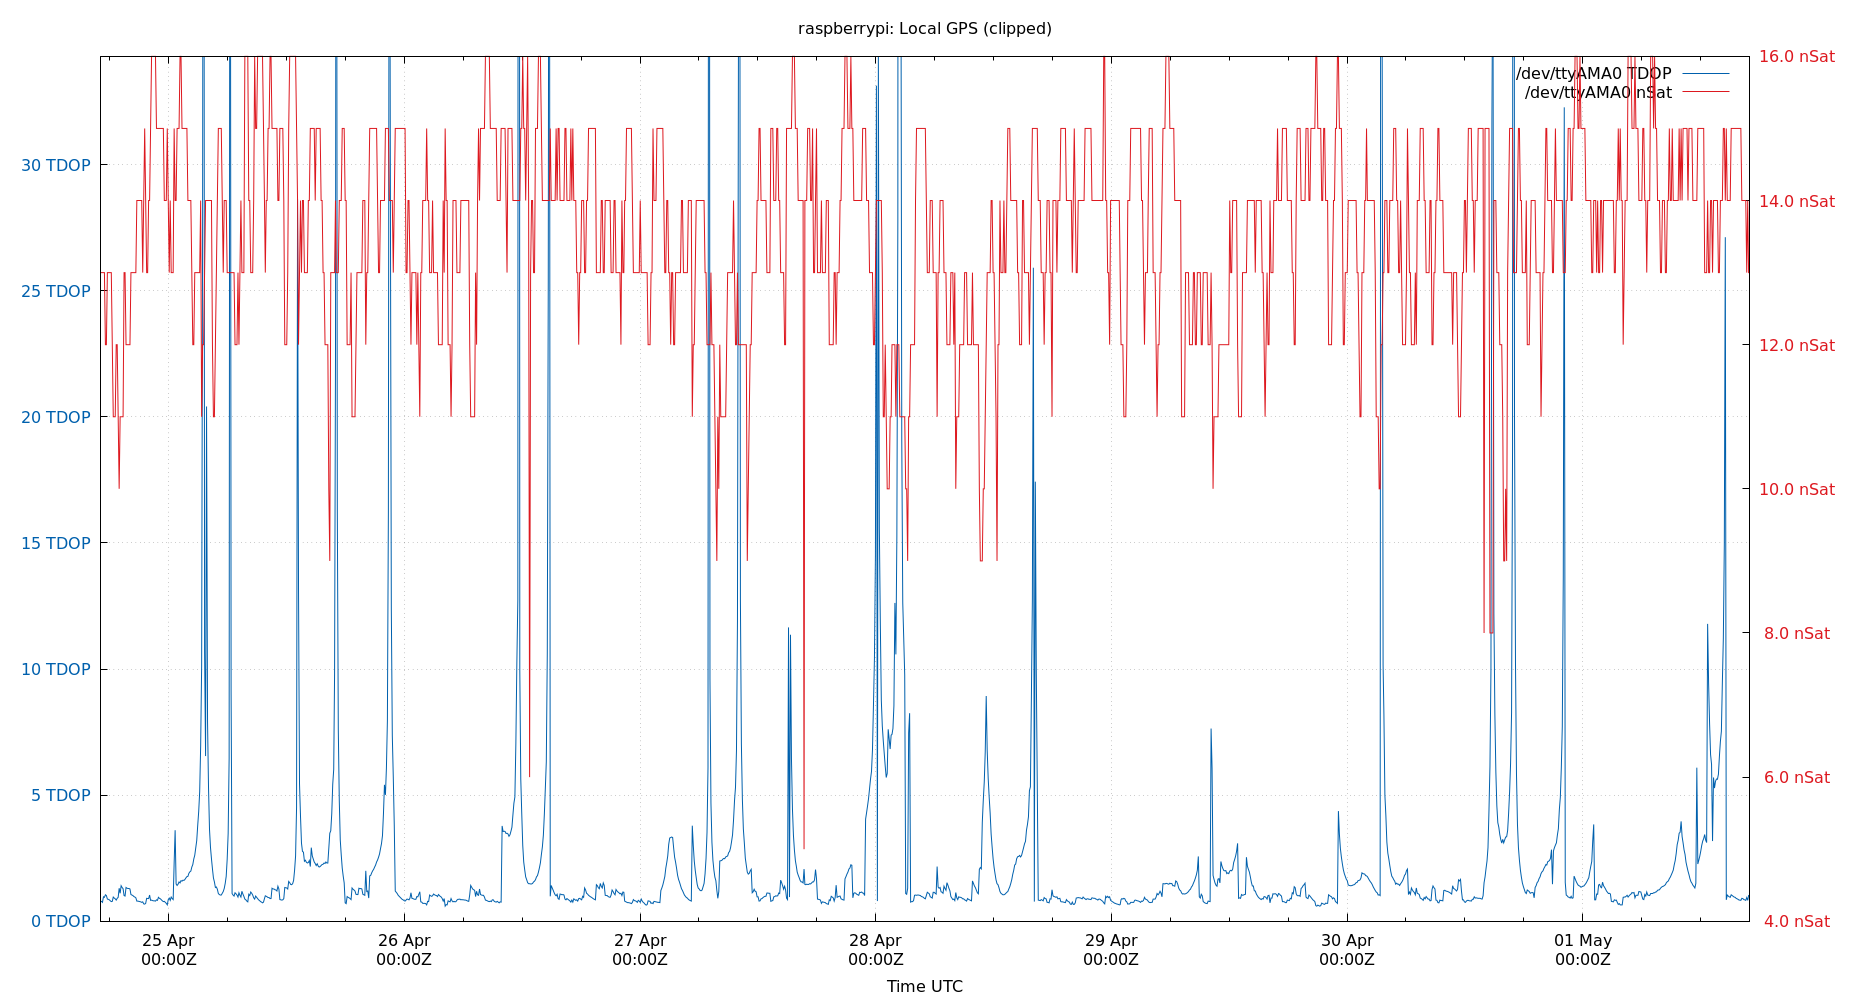 raspberrypi: Local GPS (clipped)
/dev/ttyAMA0 TDOP
/dev/ttyAMA0 nSat
30 TDOP
25 TDOP
20 TDOP
15 TDOP
10 TDOP
5 TDOP
0 TDOP
16.0 nSat
14.0 nSat
12.0 nSat
10.0 nSat
8.0 nSat
6.0 nSat
4.0 nSat
25 Apr
00:00Z
26 Apr
00:00Z
27 Apr
00:00Z
28 Apr
00:00Z
29 Apr
00:00Z
30 Apr
00:00Z
01 May
00:00Z
Time UTC